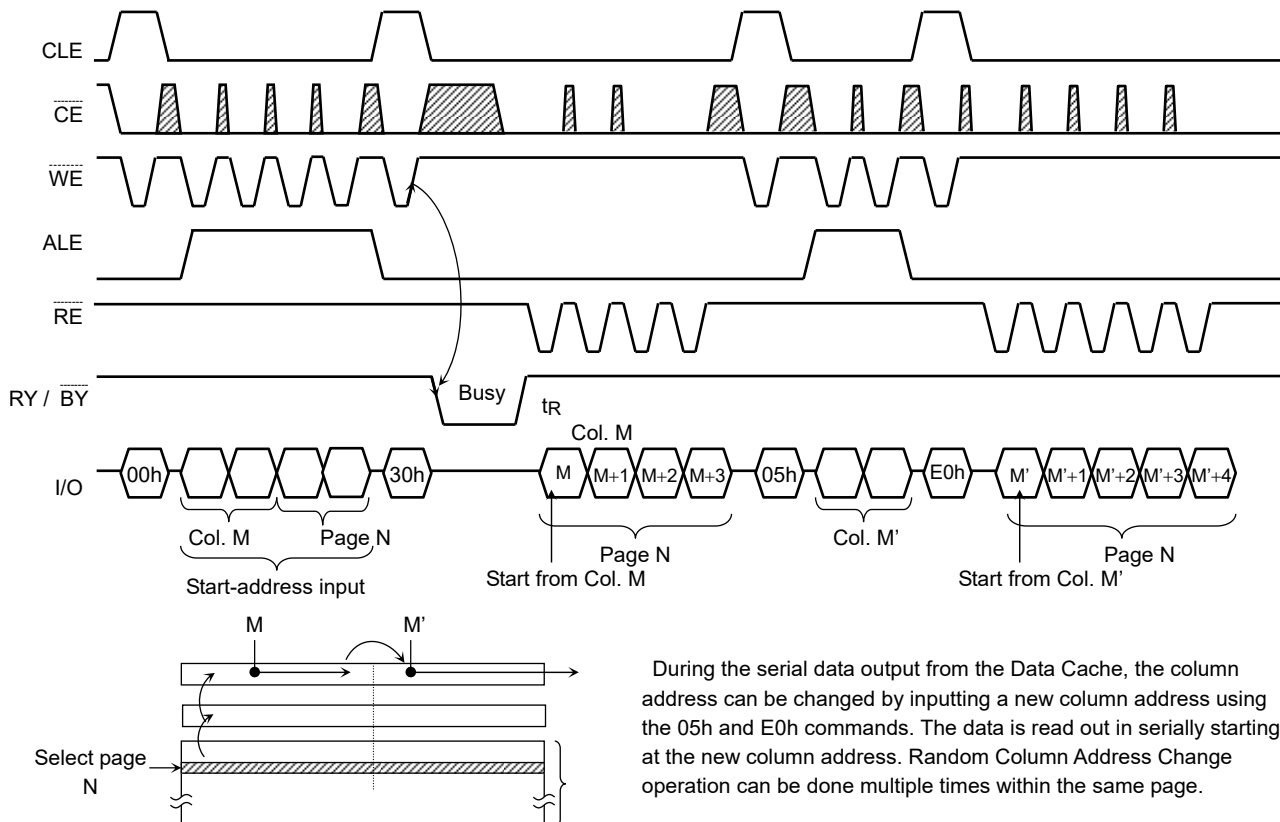 CLE
CE
WE
ALE
RE
RY / BY
Busy
tR
Col. M
I/O
00h
30h
M
M+1
M+2
M+3
05h
E0h
M'
M'+1
M'+2
M'+3
M'+4
Col. M
Page N
Page N
Col. M’
Page N
Start-address input
Start from Col. M
Start from Col. M’
M
M’
Select page
N
During the serial data output from the Data Cache, the column
address can be changed by inputting a new column address using
the 05h and E0h commands. The data is read out in serially starting
at the new column address. Random Column Address Change
operation can be done multiple times within the same page.